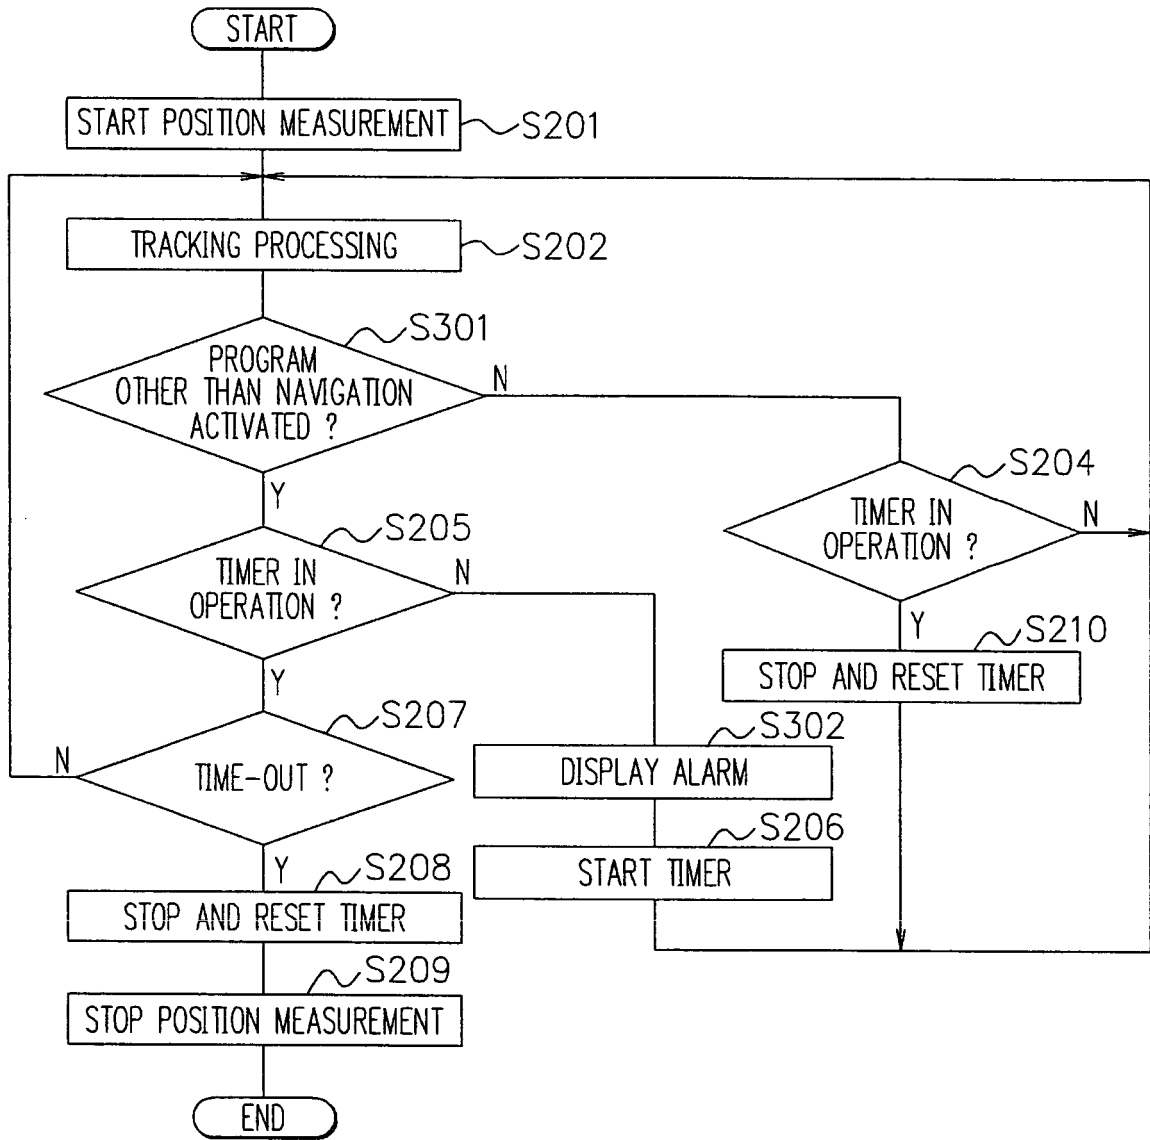 START
START POSITION MEASUREMENT
S201
TRACKING PROCESSING
S202
S301
PROGRAM
OTHER THAN NAVIGATION
ACTIVATED ?
N
Y
S204
TIMER IN
OPERATION ?
N
Y
S205
TIMER IN
OPERATION ?
N
Y
S210
STOP AND RESET TIMER
S207
TIME-OUT ?
N
Y
S302
DISPLAY ALARM
S206
START TIMER
S208
STOP AND RESET TIMER
S209
STOP POSITION MEASUREMENT
END